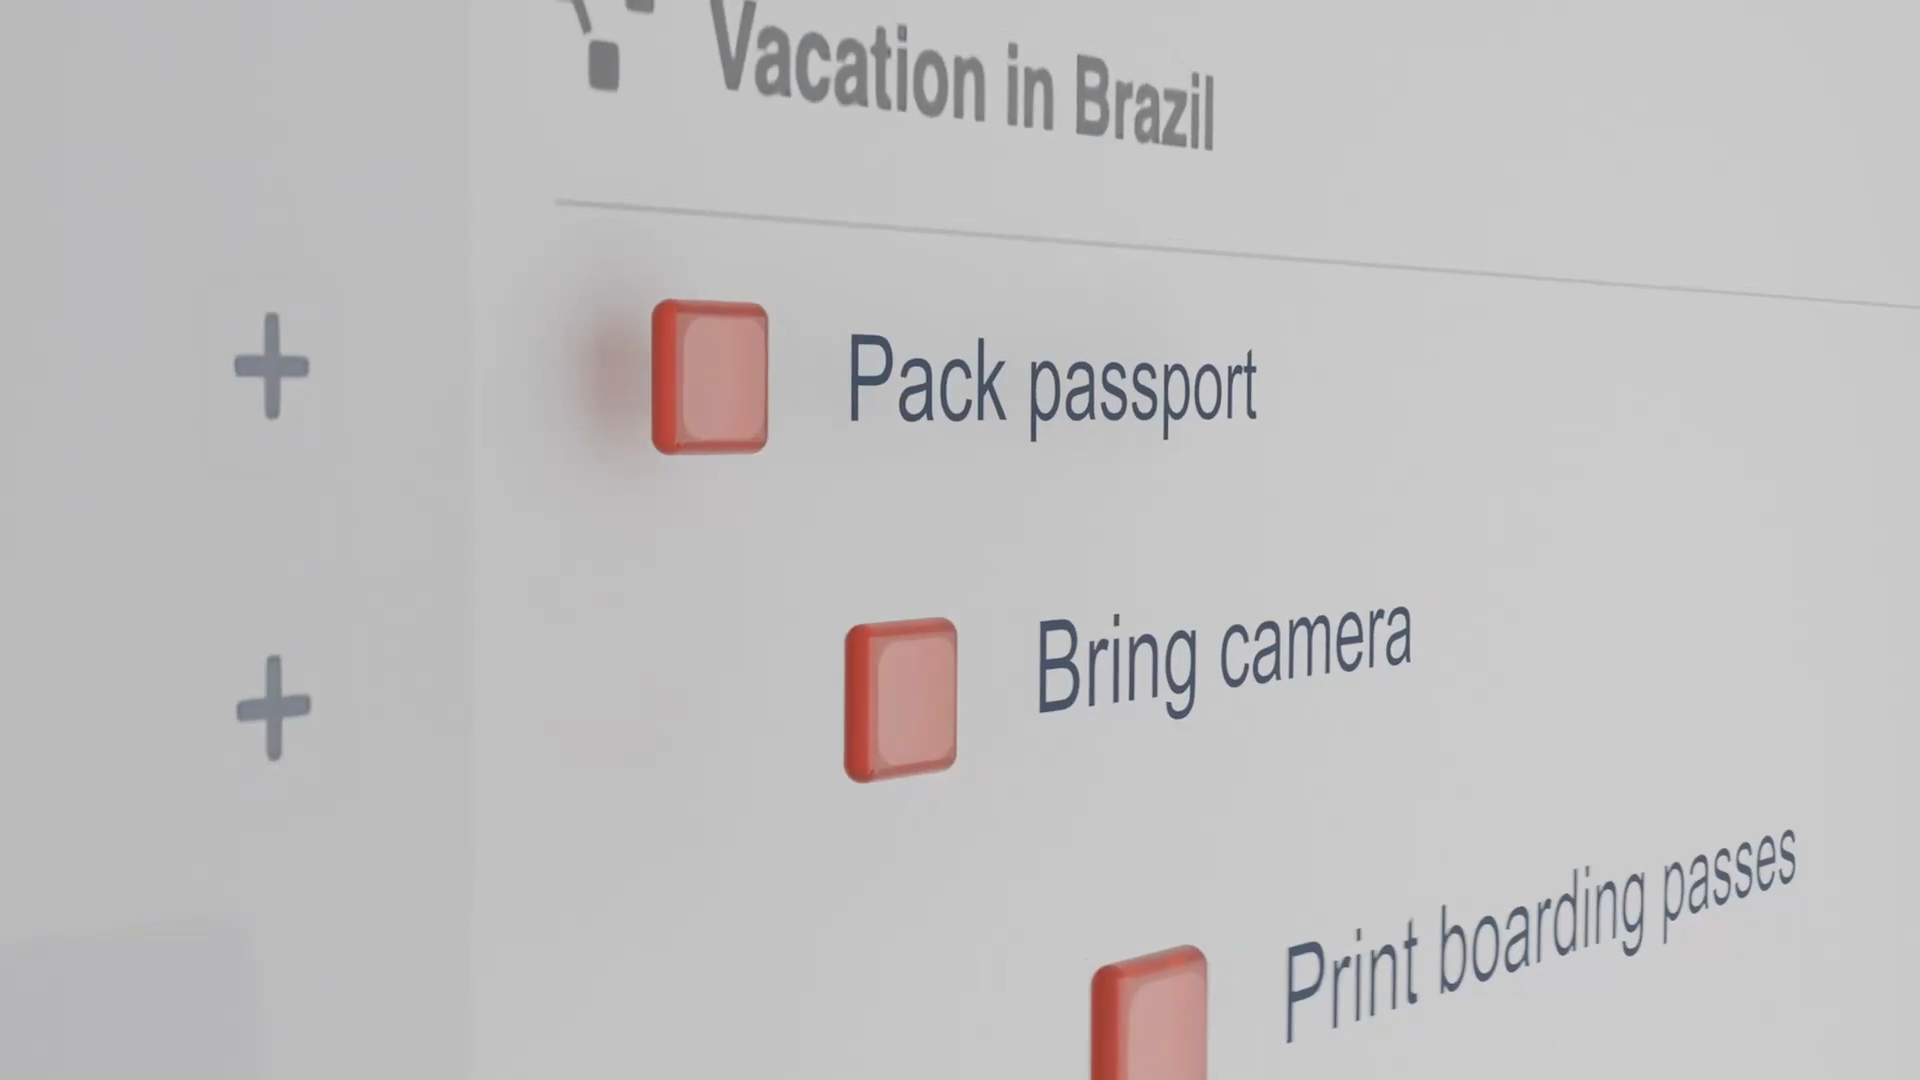 Vacation in Brazil
Pack passport
Bring camera
Print boarding passes